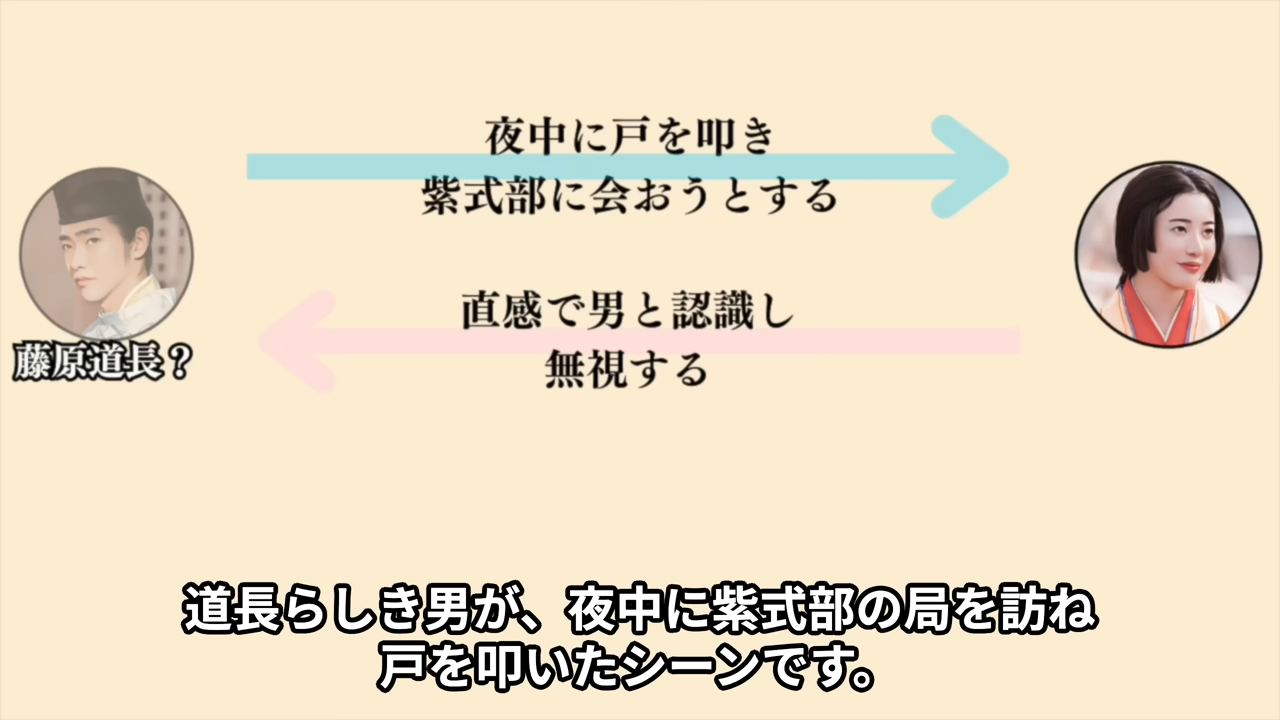 夜中に戸を叩き
紫式部に会おうとする
直感で男と認識し
無視する
藤原道長？
道長らしき男が、夜中に紫式部の局を訪ね
戸を叩いたシーンです。